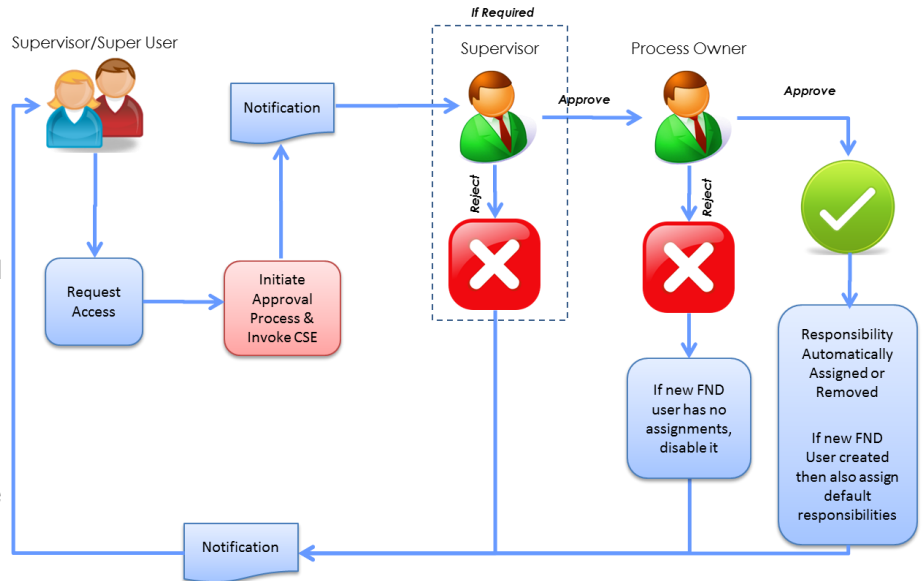 If Required
Supervisor/Super User
Supervisor
Process Owner
Notification
Approve
Approve
Reject
Reject
Request
Access
Initiate
Approval
Process &
Invoke CSE
If new FND
user has no
assignments,
disable it
Responsibility
Automatically
Assigned or
Removed
If new FND
User created
then also assign
default
responsibilities
Notification